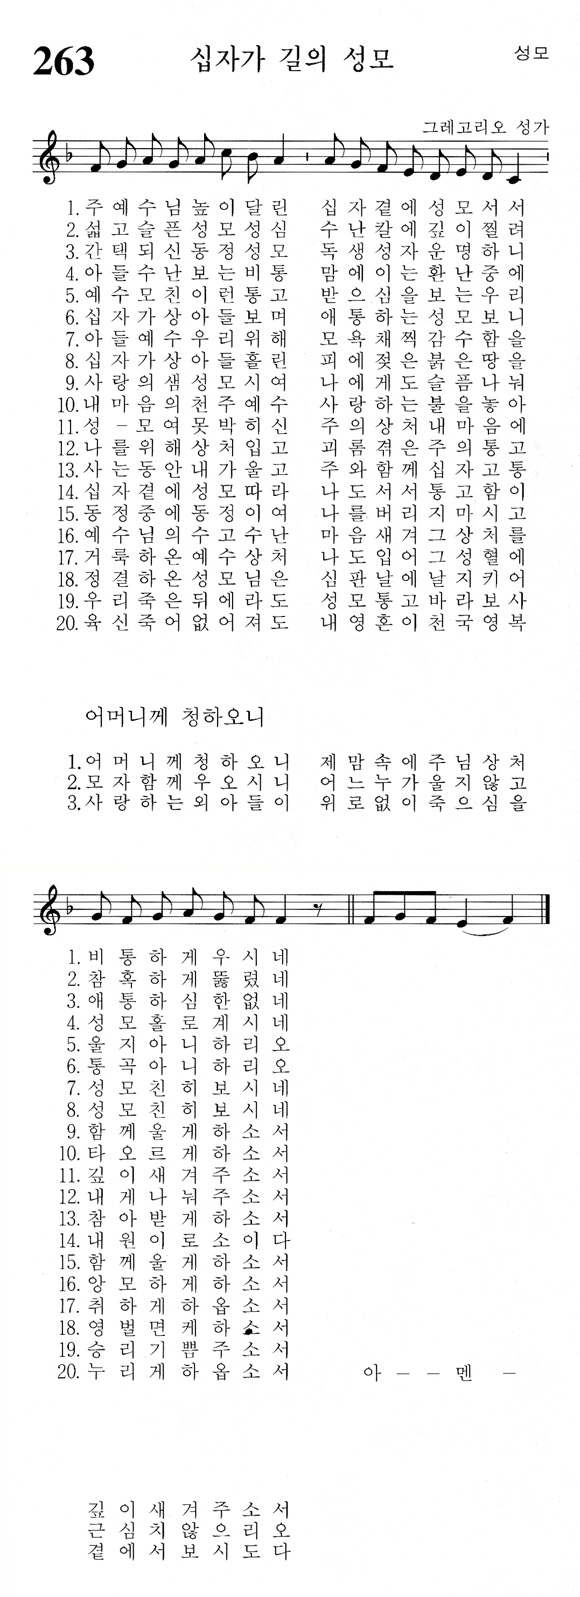 263 십자가 길의 성모 성모
그레고리오 성가
1. 주 예 수 님 높 이 달 린 십 자 곁 에 성 모 서 서
2. 섧 고 슬 픈 성 모 성 심 수 난 칼 에 깊 이 찔 려
3. 간 택 되 신 동 정 성 모 독 생 성 자 운 명 하 니
4. 아 들 수 난 보 는 비 통 맘 에 이 는 환 난 중 에
5. 예 수 모 친 이 런 통 고 받 으 심 을 보 는 우 리
6. 십 자 가 상 아 들 보 며 애 통 하 는 성 모 보 니
7. 아 들 예 수 우 리 위 해 모 욕 채 찍 감 수 함 을
8. 십 자 가 상 아 들 흘 린 피 에 젖 은 붉 은 땅 을
9. 사 랑 의 샘 성 모 시 여 나 에 게 도 슬 픔 나 눠
10. 내 마 음 의 천 주 예 수 사 랑 하 는 불 을 놓 아
11. 성 - 모 여 못 박 히 신 주 의 상 처 내 마 음 에
12. 나 를 위 해 상 처 입 고 괴 롬 겪 은 주 의 통 고
13. 사 는 동 안 내 가 울 고 주 와 함 께 십 자 고 통
14. 십 자 곁 에 성 모 따 라 나 도 서 서 통 고 함 이
15. 동 정 중 에 동 정 이 여 나 를 버 리 지 마 시 고
16. 예 수 님 의 수 고 수 난 마 음 새 겨 그 상 처 를
17. 거 룩 하 온 예 수 상 처 나 도 입 어 그 성 혈 에
18. 정 결 하 온 성 모 님 은 심 판 날 에 날 지 키 어
19. 우 리 죽 은 뒤 에 라 도 성 모 통 고 바 라 보 사
20. 육 신 죽 어 없 어 져 도 내 영 혼 이 천 국 영 복
어머니께 청하오니
1. 어 머 니 께 청 하 오 니 제 맘 속 에 주 님 상 처
2. 모 자 함 께 우 오 시 니 어 느 누 가 울 지 않 고
3. 사 랑 하 는 외 아 들 이 위 로 없 이 죽 으 심 을
1. 비 통 하 게 우 시 네
2. 참 혹 하 게 뚫 렸 네
3. 애 통 하 심 한 없 네
4. 성 모 홀 로 계 시 네
5. 울 지 아 니 하 리 오
6. 통 곡 아 니 하 리 오
7. 성 모 친 히 보 시 네
8. 성 모 친 히 보 시 네
9. 함 께 울 게 하 소 서
10. 타 오 르 게 하 소 서
11. 깊 이 새 겨 주 소 서
12. 내 게 나 눠 주 소 서
13. 참 아 받 게 하 소 서
14. 내 원 이 로 소 이 다
15. 함 께 울 게 하 소 서
16. 앙 모 하 게 하 소 서
17. 취 하 게 하 옵 소 서
18. 영 벌 면 케 하 소 서
19. 승 리 기 쁨 주 소 서
20. 누 리 게 하 옵 소 서 아 - - 멘 -
깊 이 새 겨 주 소 서
근 심 치 않 으 리 오
곁 에 서 보 시 도 다